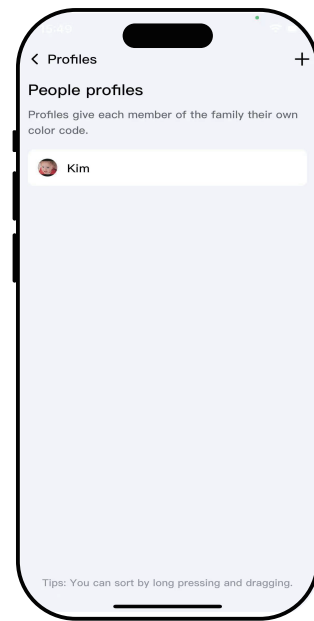 Profiles
People profiles
Profiles give each member of the family their own
color code.
Kim
Tips: You can sort by long pressing and dragging.